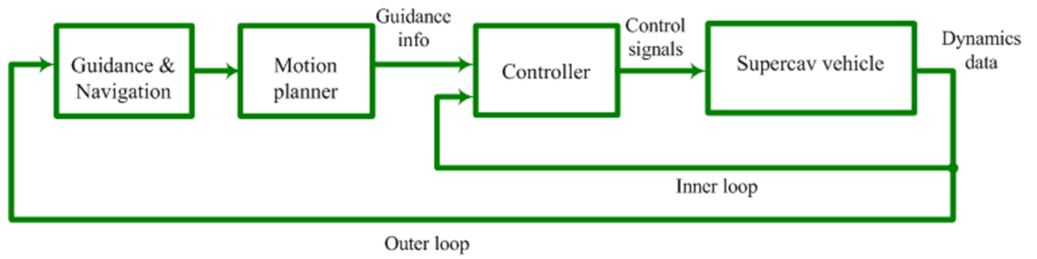 Guidance &
Navigation
Motion
planner
Guidance
info
Controller
Control
signals
Supercav vehicle
Dynamics
data
Inner loop
Outer loop